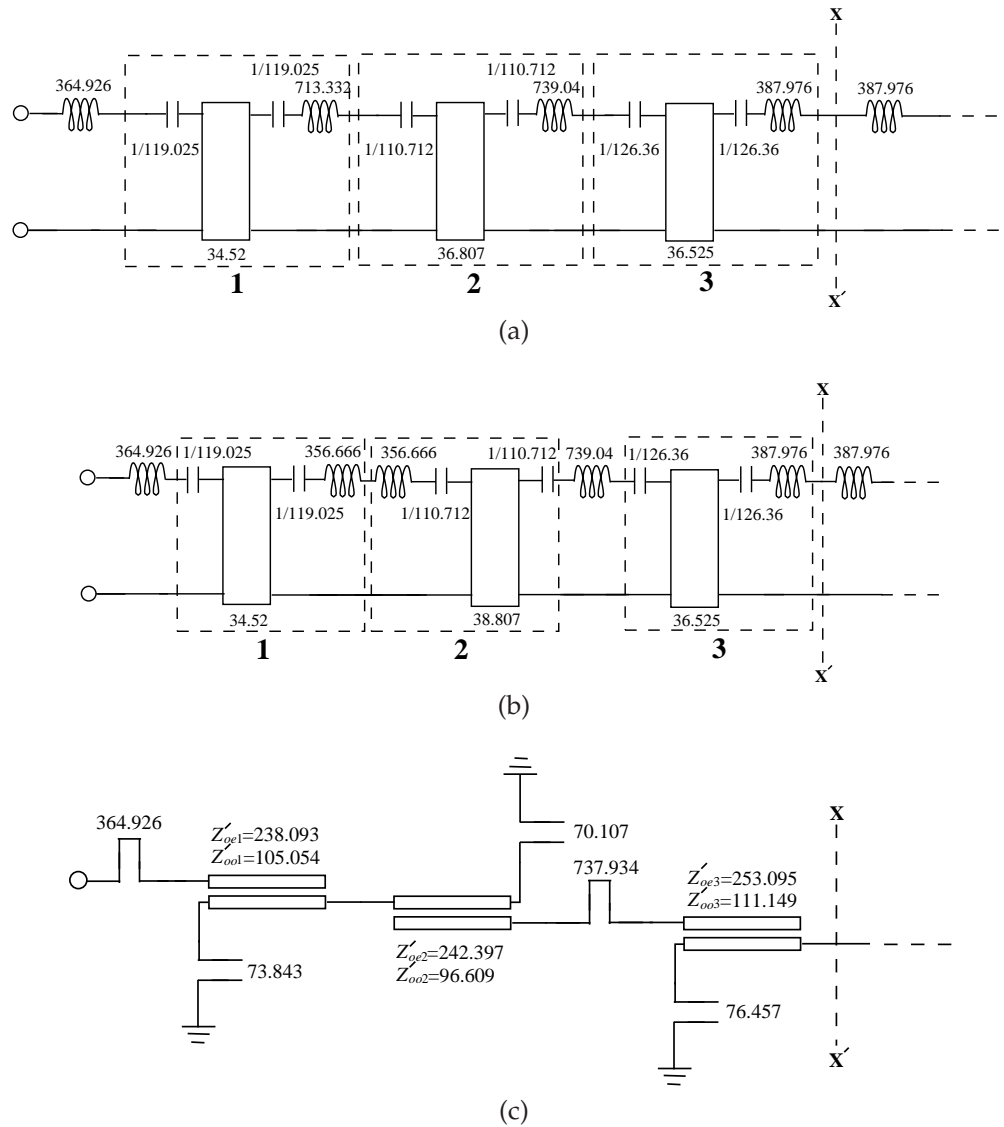 X
1/119.025
1/110.712
364.926
713.332
739.04
387.976
387.976
1/119.025
1/110.712
1/126.36
1/126.36
34.52
36.807
36.525
1
2
3
X′
(a)
X
364.926
1/119.025
356.666
356.666
1/110.712
739.04
1/126.36
387.976
387.976
1/119.025
1/110.712
1/126.36
34.52
38.807
36.525
1
2
3
X′
(b)
364.926
Z′oe1=238.093
Z′oo1=105.054
70.107
737.934
X
Z′oe3=253.095
Z′oo3=111.149
Z′oe2=242.397
Z′oo2=96.609
73.843
76.457
X′
(c)